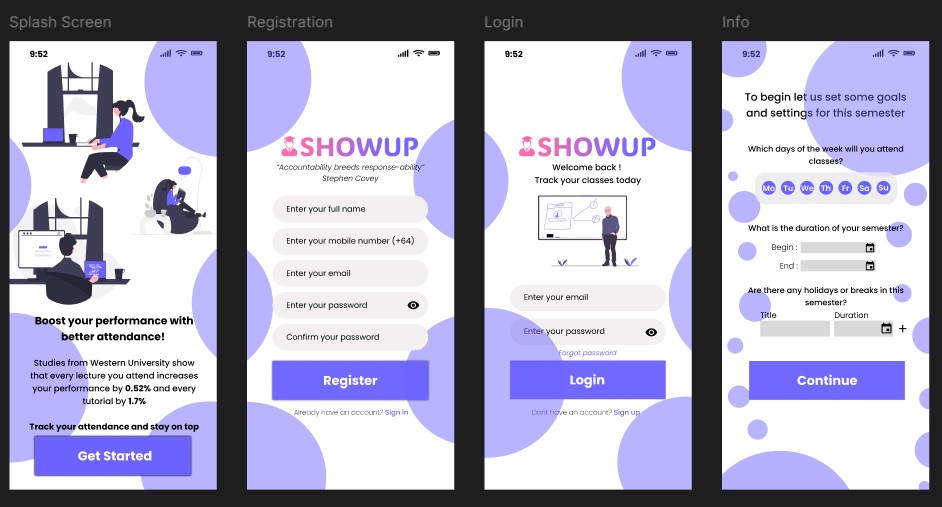 Splash Screen
9:52
Boost your performance with
better attendance!
Studies from Western University show
that every lecture you attend increases
your performance by 0.52% and every
tutorial by 1.7%
Track your attendance and stay on top
Get Started
Registration
9:52
SHOWUP
"Accountability breeds response-ability"
Stephen Covey
Enter your full name
Enter your mobile number (+64)
Enter your email
Enter your password
Confirm your password
Register
Already have an account? Sign in
Login
9:52
SHOWUP
Welcome back !
Track your classes today
Enter your email
Enter your password
Forgot password
Login
Dont have an account? Sign up
Info
9:52
To begin let us set some goals
and settings for this semester
Which days of the week will you attend
classes?
Mo Tu We Th Fr Sa Su
What is the duration of your semester?
Begin :
End :
Are there any holidays or breaks in this
semester?
Title Duration
+
Continue